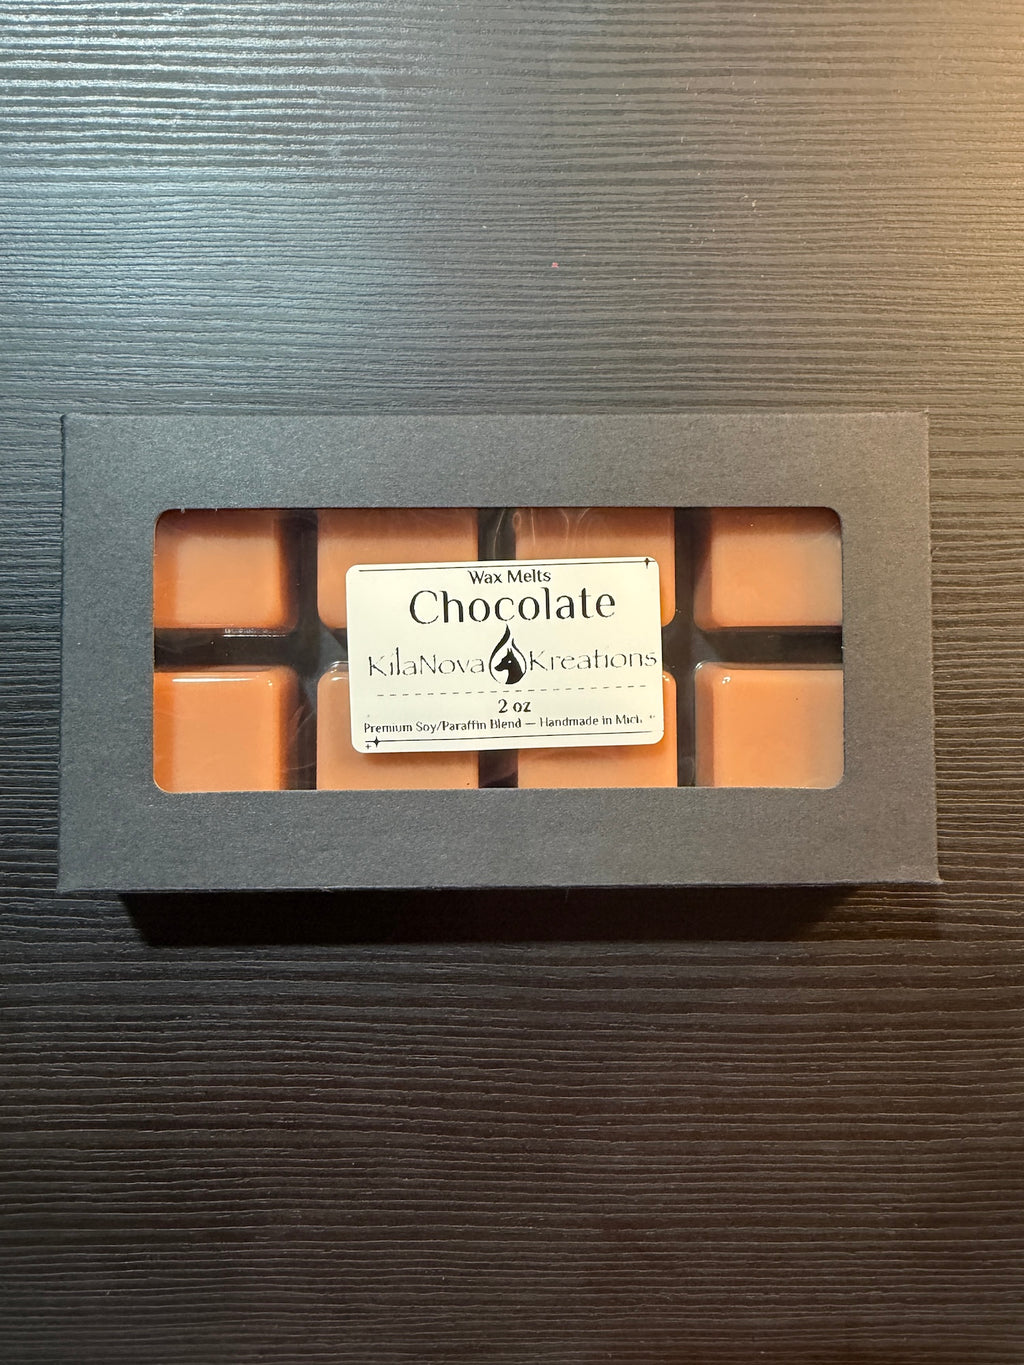 Wax Melts
Chocolate
KilaNova Kreations
2 oz
Premium Soy/Paraffin Blend — Handmade in